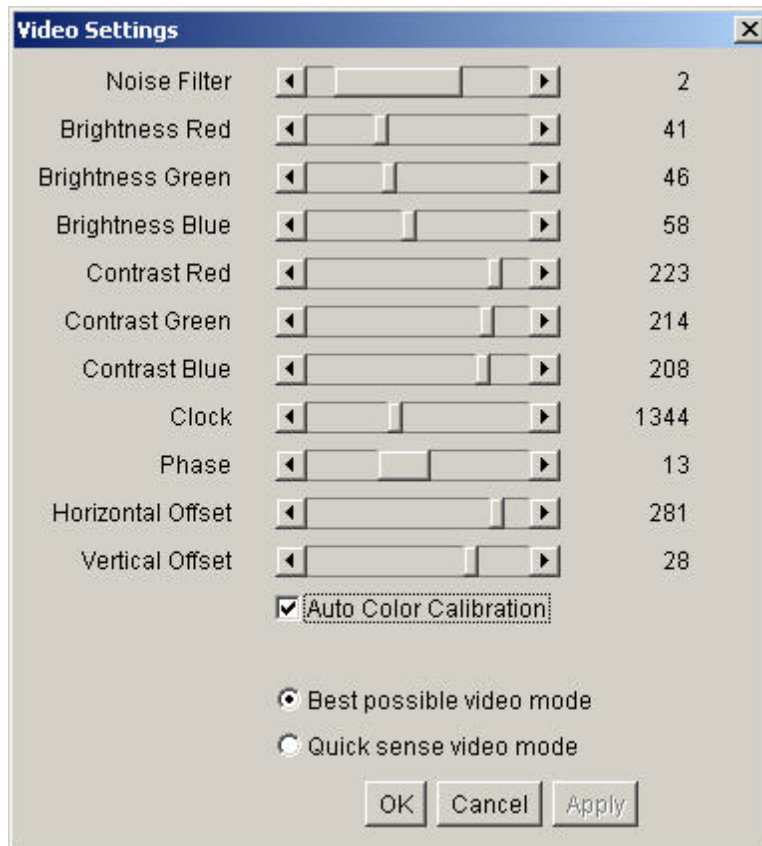 Video Settings
Noise Filter 2
Brightness Red 41
Brightness Green 46
Brightness Blue 58
Contrast Red 223
Contrast Green 214
Contrast Blue 208
Clock 1344
Phase 13
Horizontal Offset 281
Vertical Offset 28
Auto Color Calibration
Best possible video mode
Quick sense video mode
OK Cancel Apply